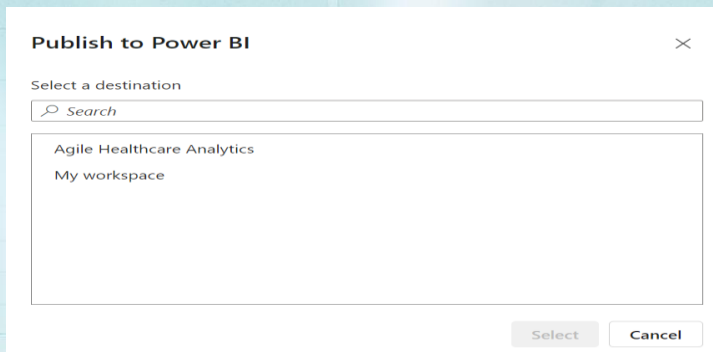 Publish to Power BI
Select a destination
Search
Agile Healthcare Analytics
My workspace
Select
Cancel